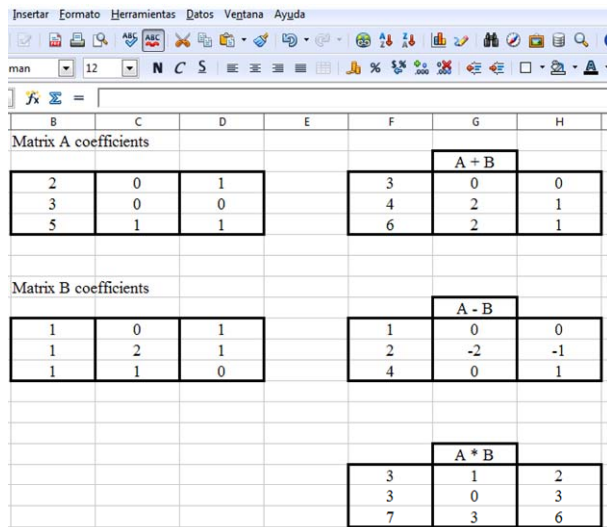 Insertar Formato Herramientas Datos Ventana Ayuda
man 12 N C S
fx Σ =
B C D E F G H
Matrix A coefficients
A + B
2 0 1 3 0 0
3 0 0 4 2 1
5 1 1 6 2 1
Matrix B coefficients
A - B
1 0 1 1 0 0
1 2 1 2 -2 -1
1 1 0 4 0 1
A * B
3 1 2
3 0 3
7 3 6